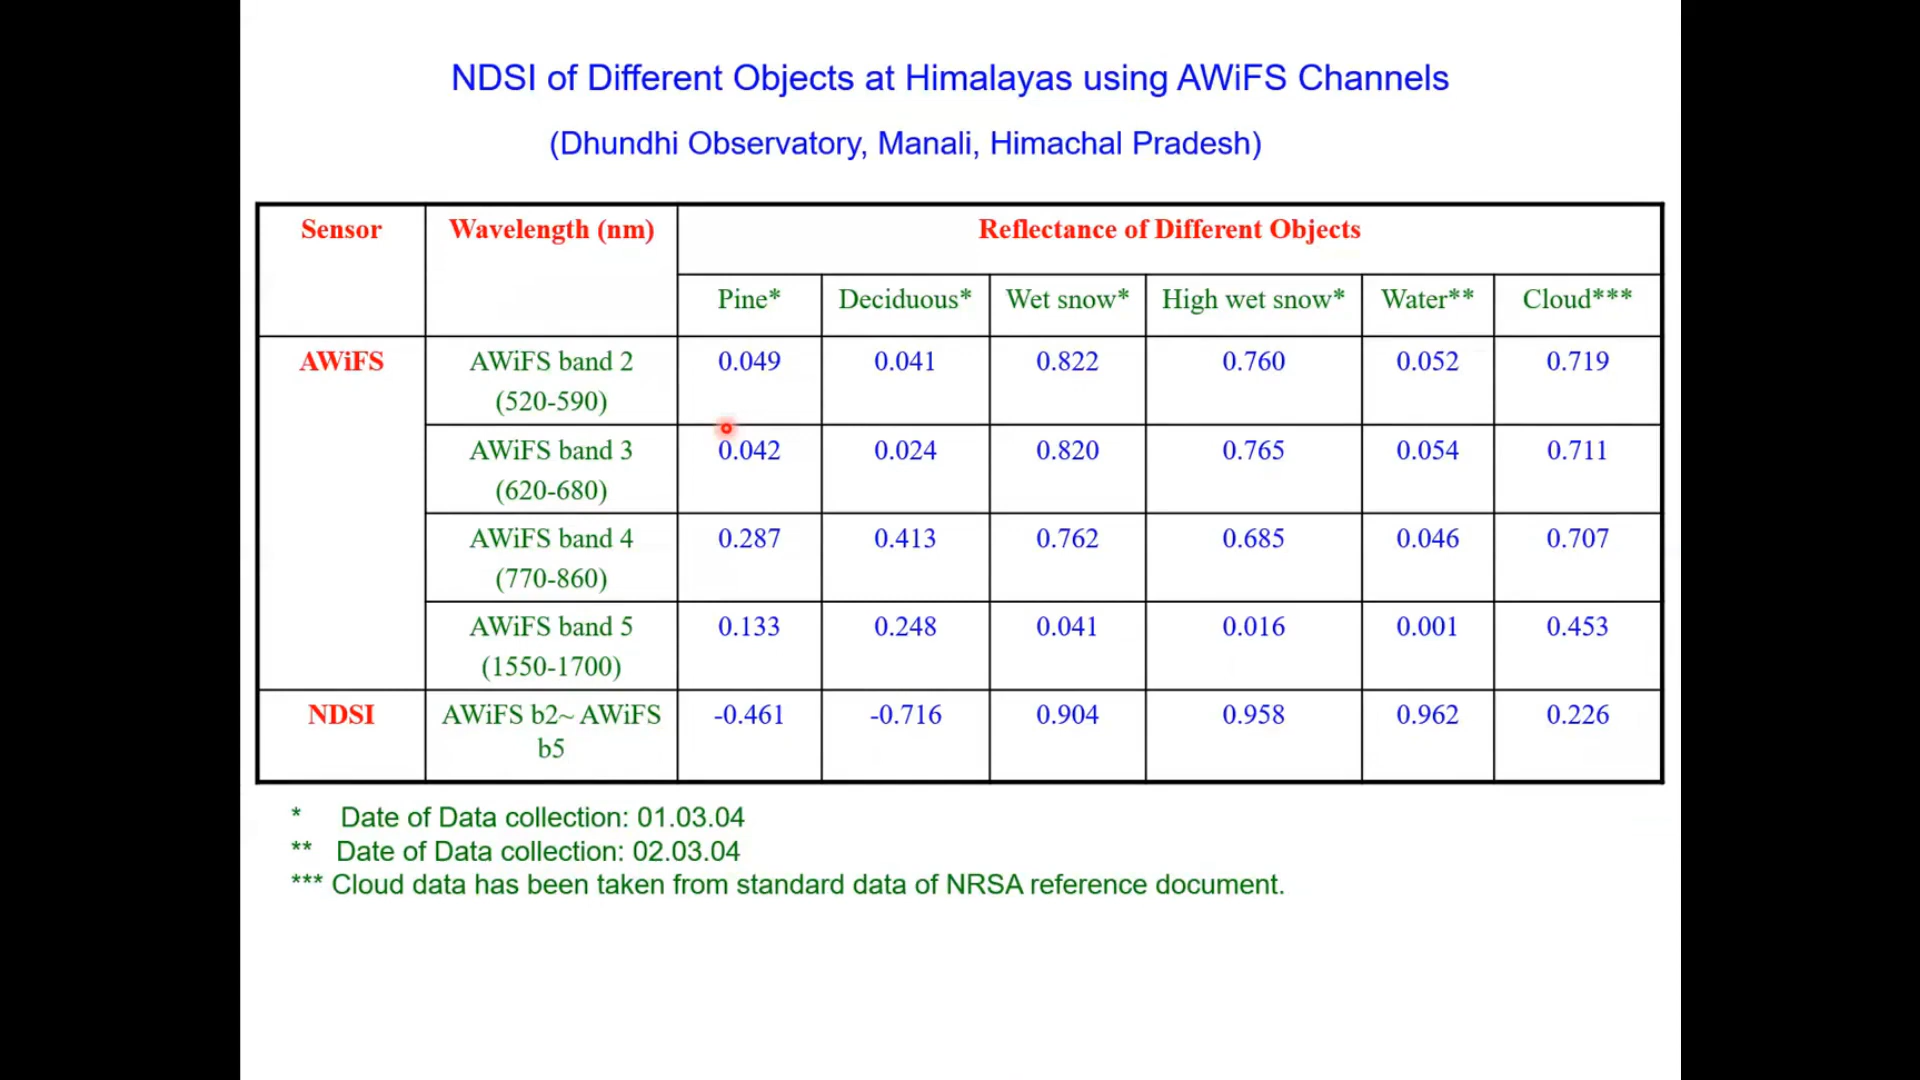 NDSI of Different Objects at Himalayas using AWiFS Channels
(Dhundhi Observatory, Manali, Himachal Pradesh)
Sensor Wavelength (nm) Reflectance of Different Objects
Pine* Deciduous* Wet snow* High wet snow* Water** Cloud***
AWiFS AWiFS band 2 0.049 0.041 0.822 0.760 0.052 0.719
(520-590)
AWiFS band 3 0.042 0.024 0.820 0.765 0.054 0.711
(620-680)
AWiFS band 4 0.287 0.413 0.762 0.685 0.046 0.707
(770-860)
AWiFS band 5 0.133 0.248 0.041 0.016 0.001 0.453
(1550-1700)
NDSI AWiFS b2~ AWiFS -0.461 -0.716 0.904 0.958 0.962 0.226
b5
* Date of Data collection: 01.03.04
** Date of Data collection: 02.03.04
*** Cloud data has been taken from standard data of NRSA reference document.